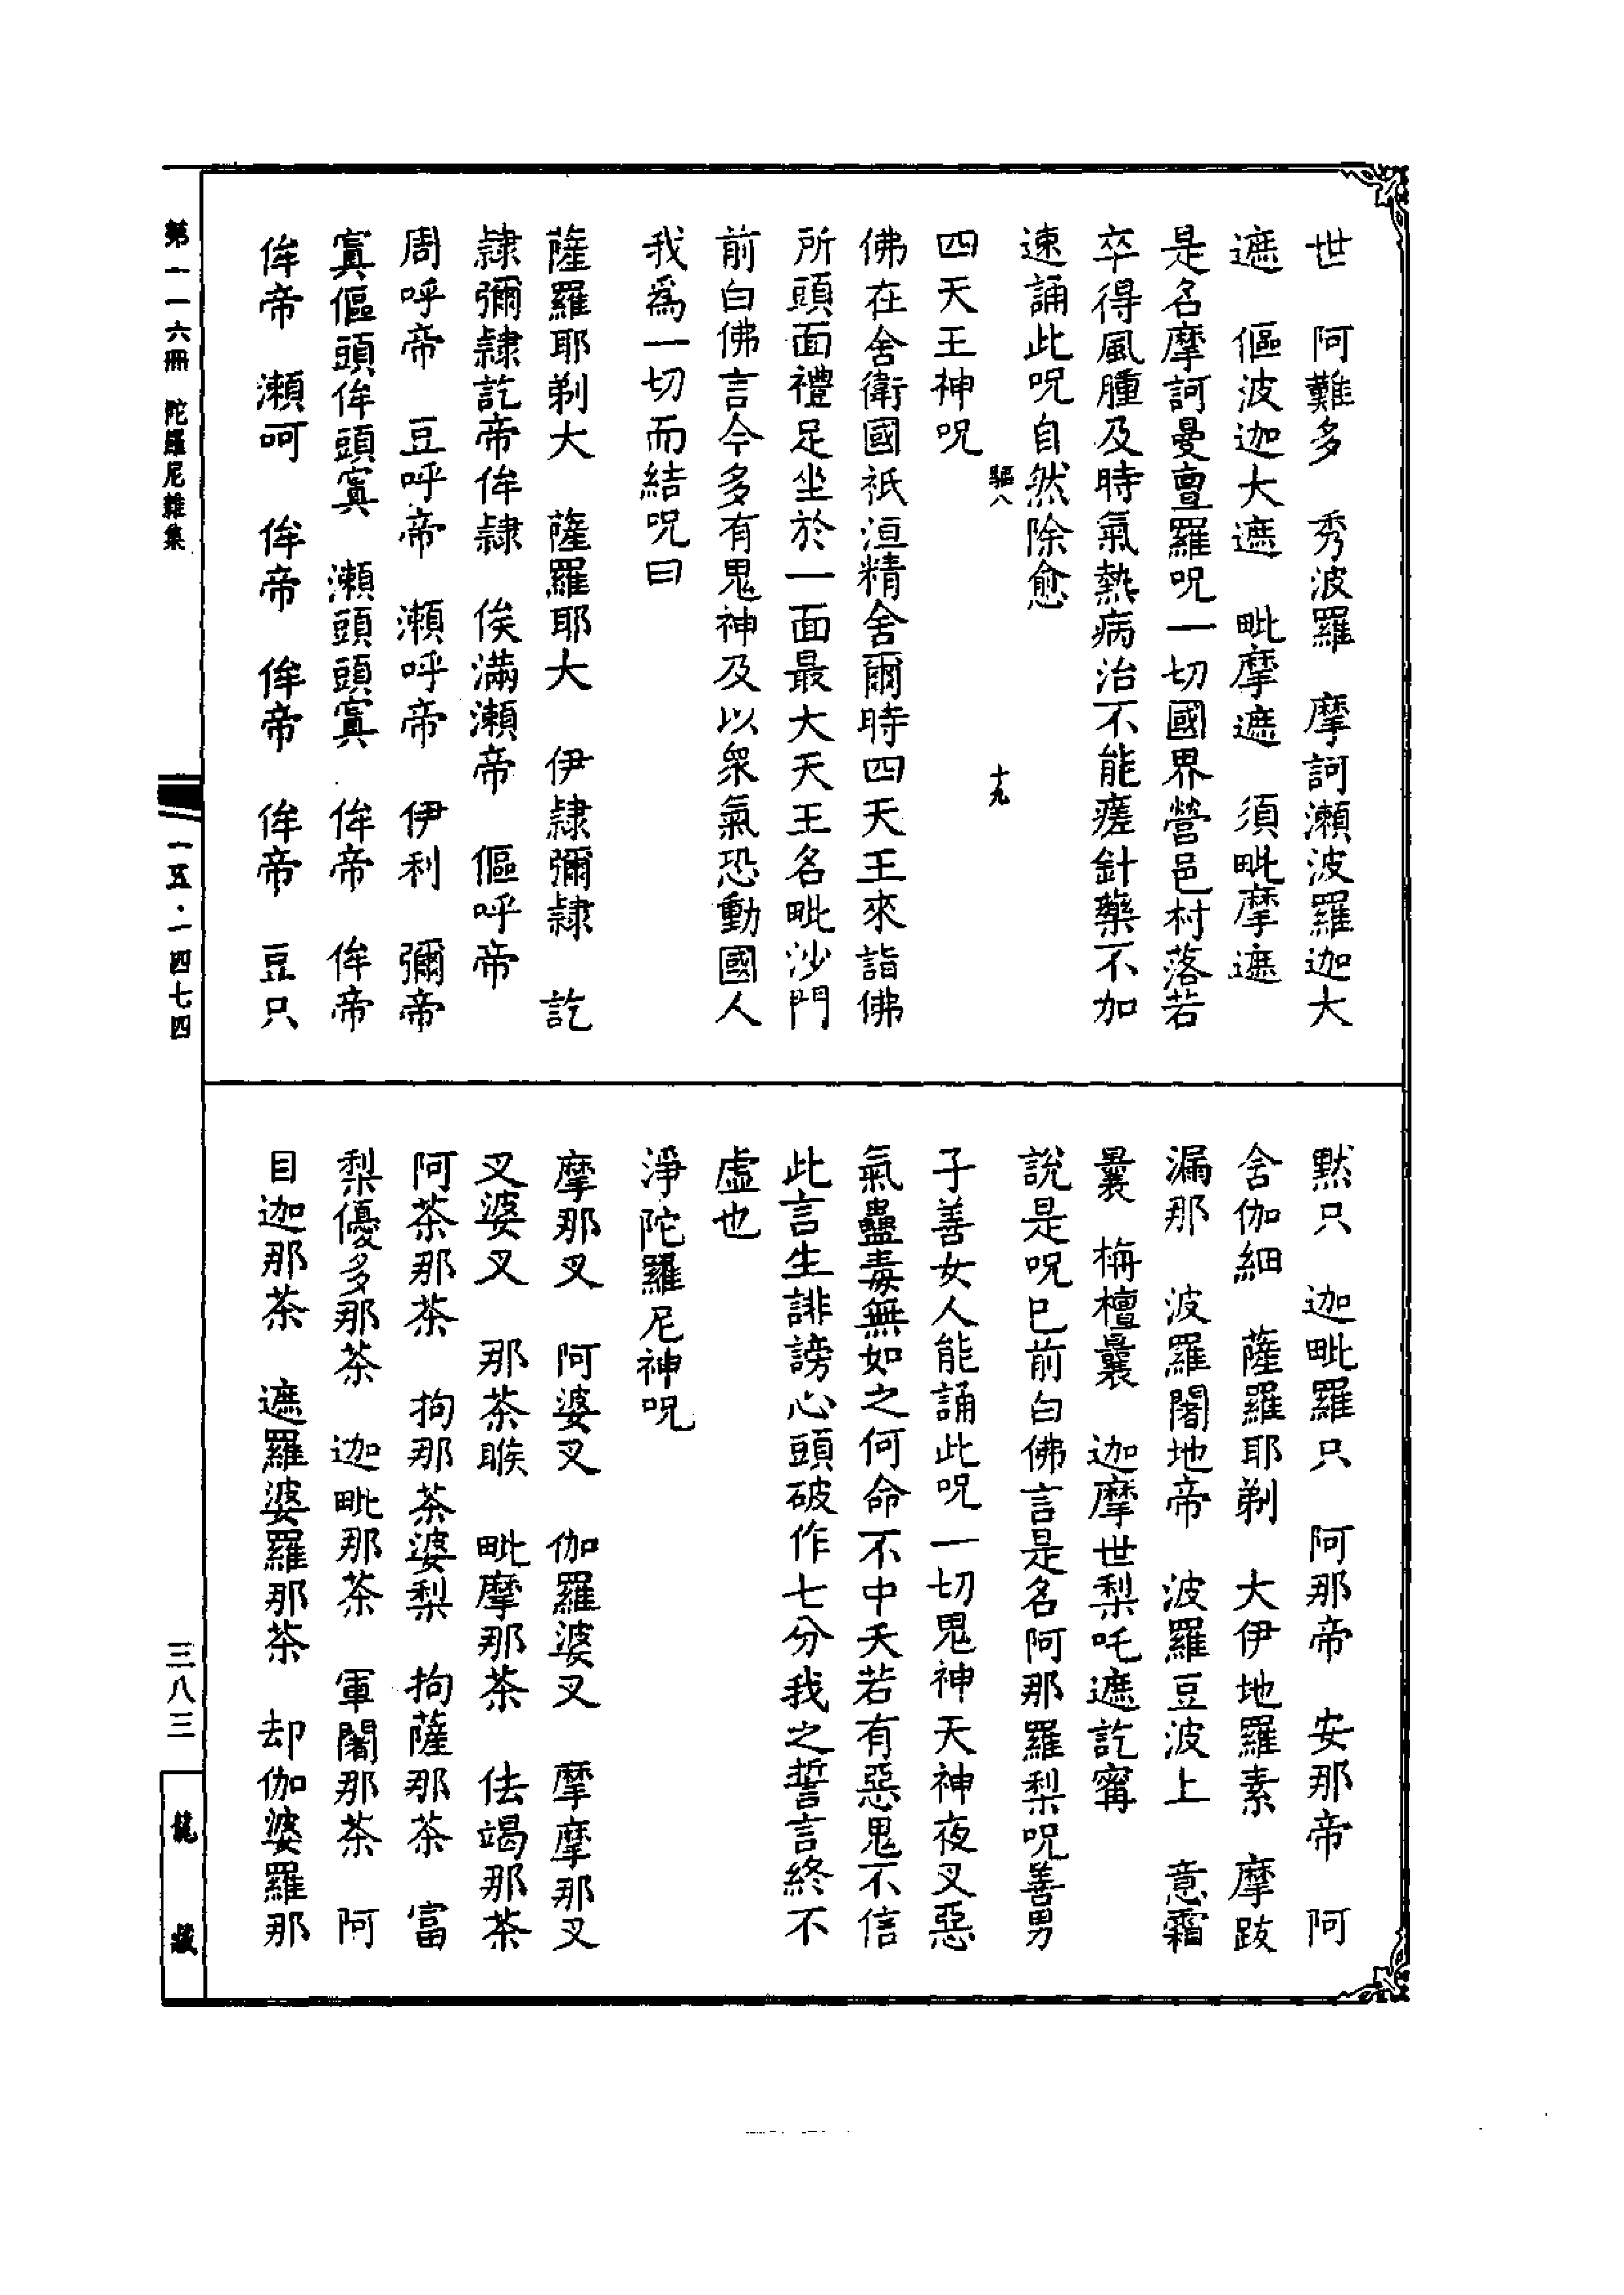 世　阿難多　秀波羅　摩訶瀨波羅迦大
遮　傴波迦大遮　毗摩遮　須毗摩遮
是名摩訶曼亶羅呪一切國界營邑村落若
卒得風腫及時氣熱病治不能瘥針藥不加
速誦此呪自然除愈
驅八　十九
四天王神呪
佛在舍衛國祇洹精舍爾時四天王來詣佛
所頭面禮足坐於一面最大天王名毗沙門
前白佛言今多有鬼神及以衆氣恐動國人
我爲一切而結呪曰
薩羅耶剃大　薩羅耶大　伊隸彌隸　訖
隸彌隸訖帝侔隸　俟滿瀨帝　傴呼帝
周呼帝　豆呼帝　瀨呼帝　伊利　彌帝
寘傴頭侔頭寘　瀨頭頭寘　侔帝　侔帝
侔帝　瀨呵　侔帝　侔帝　侔帝　豆只
默只　迦毗羅只　阿那帝　安那帝　阿
舍伽細　薩羅耶剃　大伊地羅素　摩跋
漏那　波羅闍地帝　波羅豆波上　意霜
曩　栴檀曩　迦摩世梨吒遮訖寗
說是呪已前白佛言是名阿那羅梨呪善男
子善女人能誦此呪一切鬼神天神夜叉惡
氣蠱毒無如之何命不中夭若有惡鬼不信
此言生誹謗心頭破作七分我之誓言終不
虛也
淨陀羅尼神呪
摩那叉　阿婆叉　伽羅婆叉　摩摩那叉
叉婆叉　那茶睺　毗摩那茶　佉竭那茶
阿茶那茶　拘那茶婆梨　拘薩那茶　富
梨優多那茶　迦毗那茶　軍闍那茶　阿
目迦那茶　遮羅婆羅那茶　却伽婆羅那
第一一六冊　陀羅尼雜集
一五·一四七四
三八三
龍藏